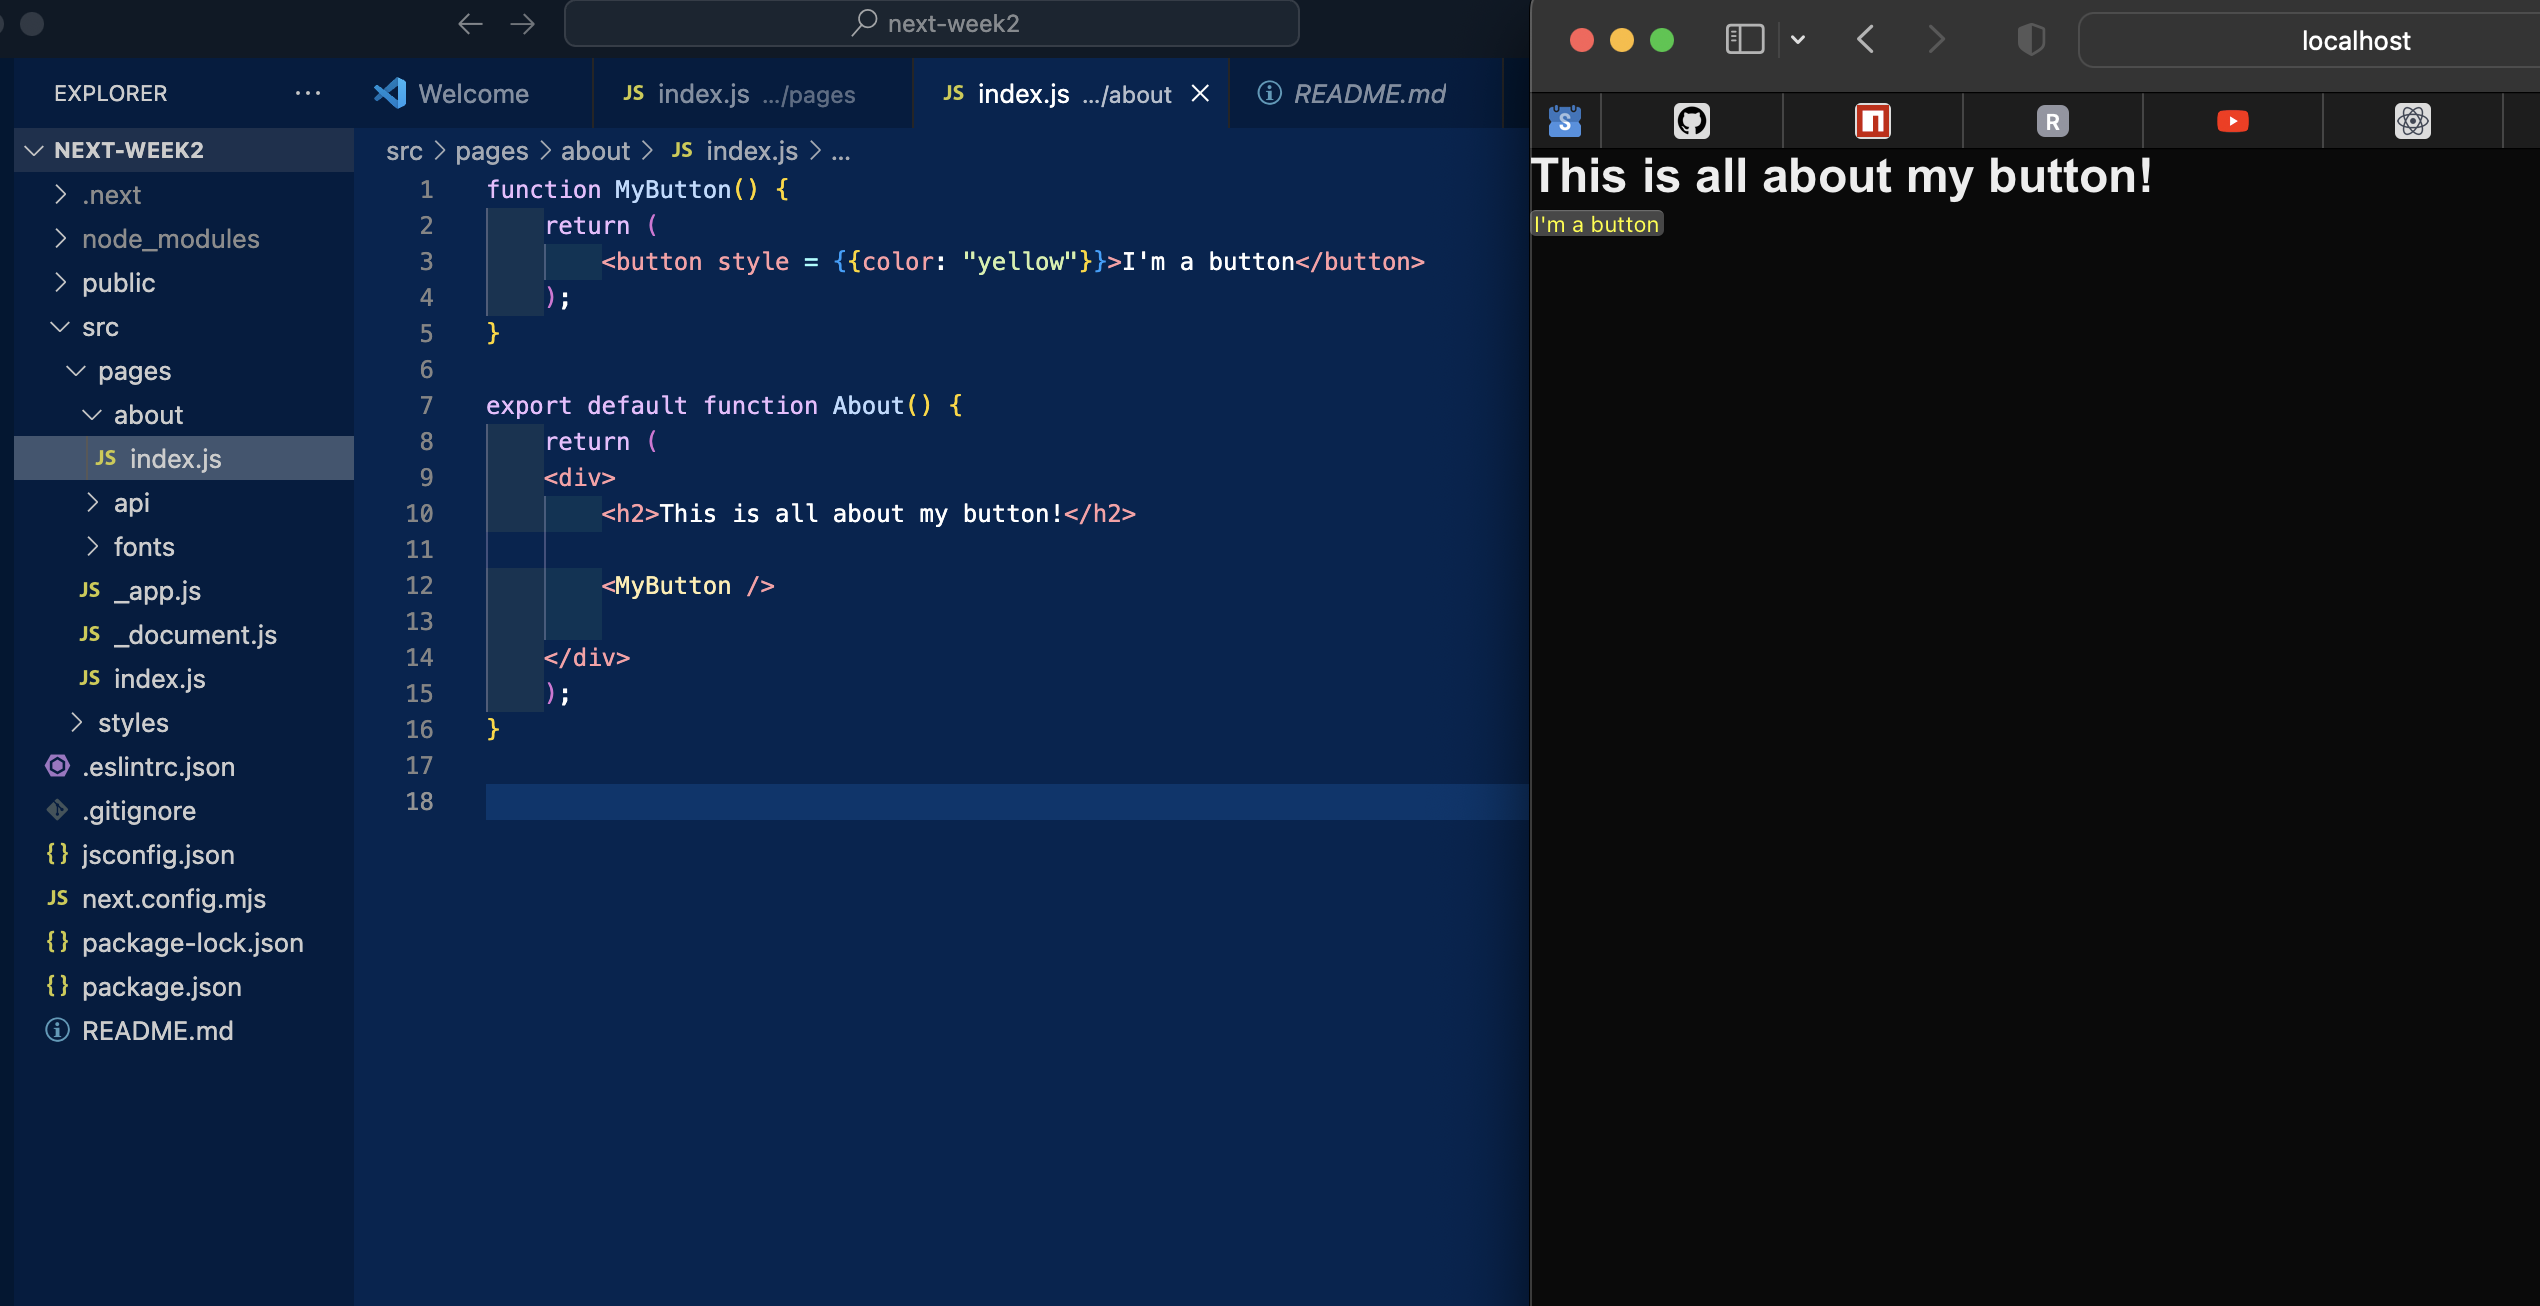 next-week2
localhost
EXPLORER ...
Welcome
JS index.js .../pages
JS index.js .../about
README.md
S
R
NEXT-WEEK2
.next
node_modules
public
src
pages
about
JS index.js
api
fonts
JS _app.js
JS _document.js
JS index.js
styles
.eslintrc.json
.gitignore
{} jsconfig.json
JS next.config.mjs
{} package-lock.json
{} package.json
README.md
src > pages > about > JS index.js > ...
1 function MyButton() {
2 return (
3 <button style = {{color: "yellow"}}>I'm a button</button>
4 );
5 }
6
7 export default function About() {
8 return (
9 <div>
10 <h2>This is all about my button!</h2>
11
12 <MyButton />
13
14 </div>
15 );
16 }
17
18
This is all about my button!
I'm a button